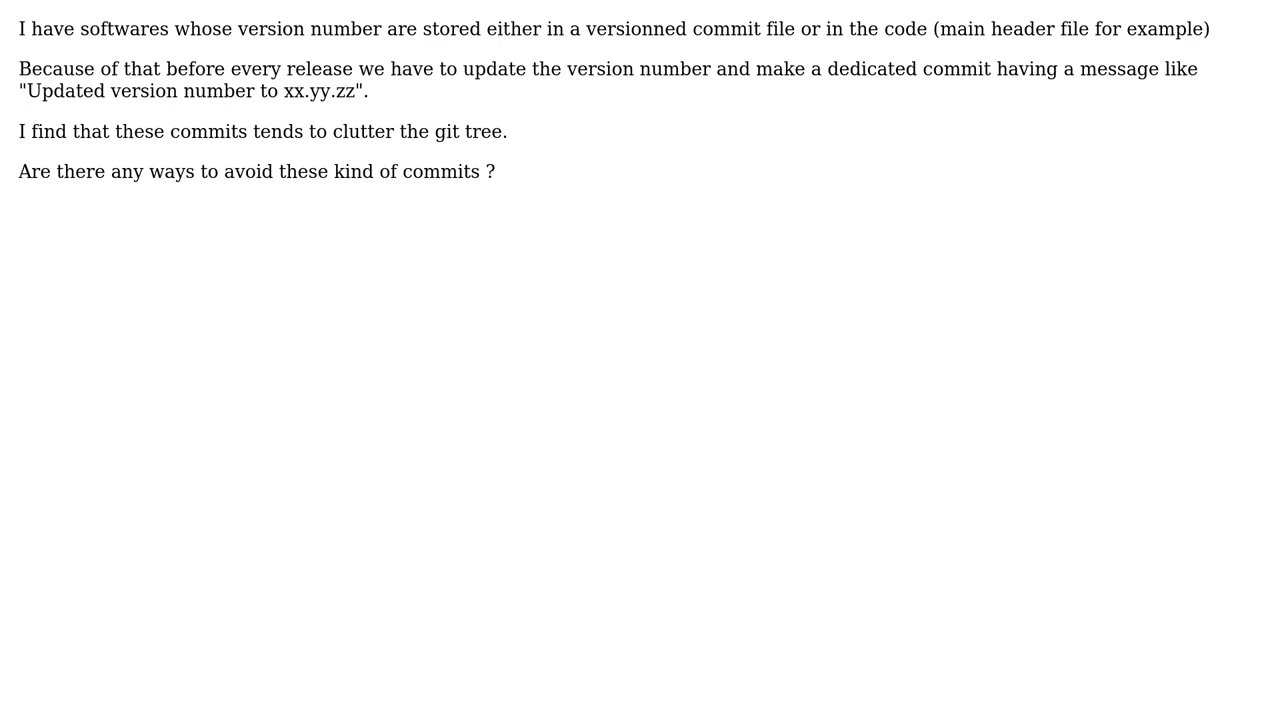 I have softwares whose version number are stored either in a versionned commit file or in the code (main header file for example)
Because of that before every release we have to update the version number and make a dedicated commit having a message like
"Updated version number to xx.yy.zz".
I find that these commits tends to clutter the git tree.
Are there any ways to avoid these kind of commits ?